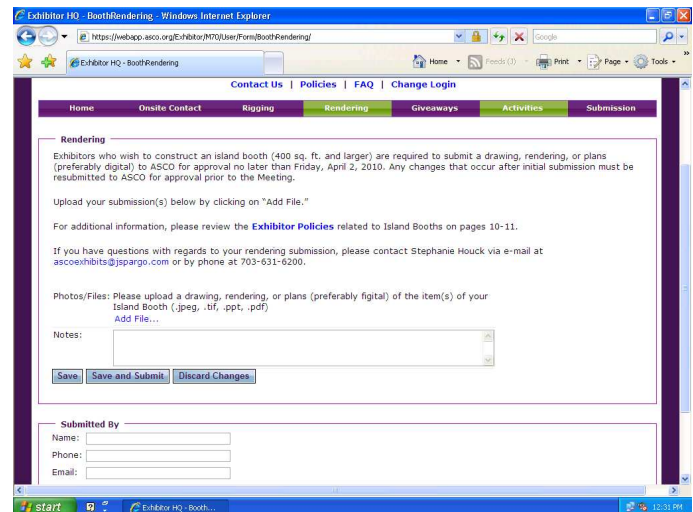 Exhibitor HQ - BoothRendering - Windows Internet Explorer
https://webapp.asco.org/Exhibitor/M70/User/Form/BoothRendering/
Google
Exhibitor HQ - BoothRendering
Home
Feeds (J)
Print
Page
Tools
Contact Us | Policies | FAQ | Change Login
Home Onsite Contact Rigging Rendering Giveaways Activities Submission
Rendering
Exhibitors who wish to construct an island booth (400 sq. ft. and larger) are required to submit a drawing, rendering, or plans
(preferably digital) to ASCO for approval no later than Friday, April 2, 2010. Any changes that occur after initial submission must be
resubmitted to ASCO for approval prior to the Meeting.
Upload your submission(s) below by clicking on "Add File."
For additional information, please review the Exhibitor Policies related to Island Booths on pages 10-11.
If you have questions with regards to your rendering submission, please contact Stephanie Houck via e-mail at
ascoexhibits@jspargo.com or by phone at 703-631-6200.
Photos/Files: Please upload a drawing, rendering, or plans (preferably figital) of the item(s) of your
Island Booth (.jpeg, .tif, .ppt, .pdf)
Add File...
Notes:
Save Save and Submit Discard Changes
Submitted By
Name:
Phone:
Email:
start
Exhibitor HQ - Booth...
12:31 PM